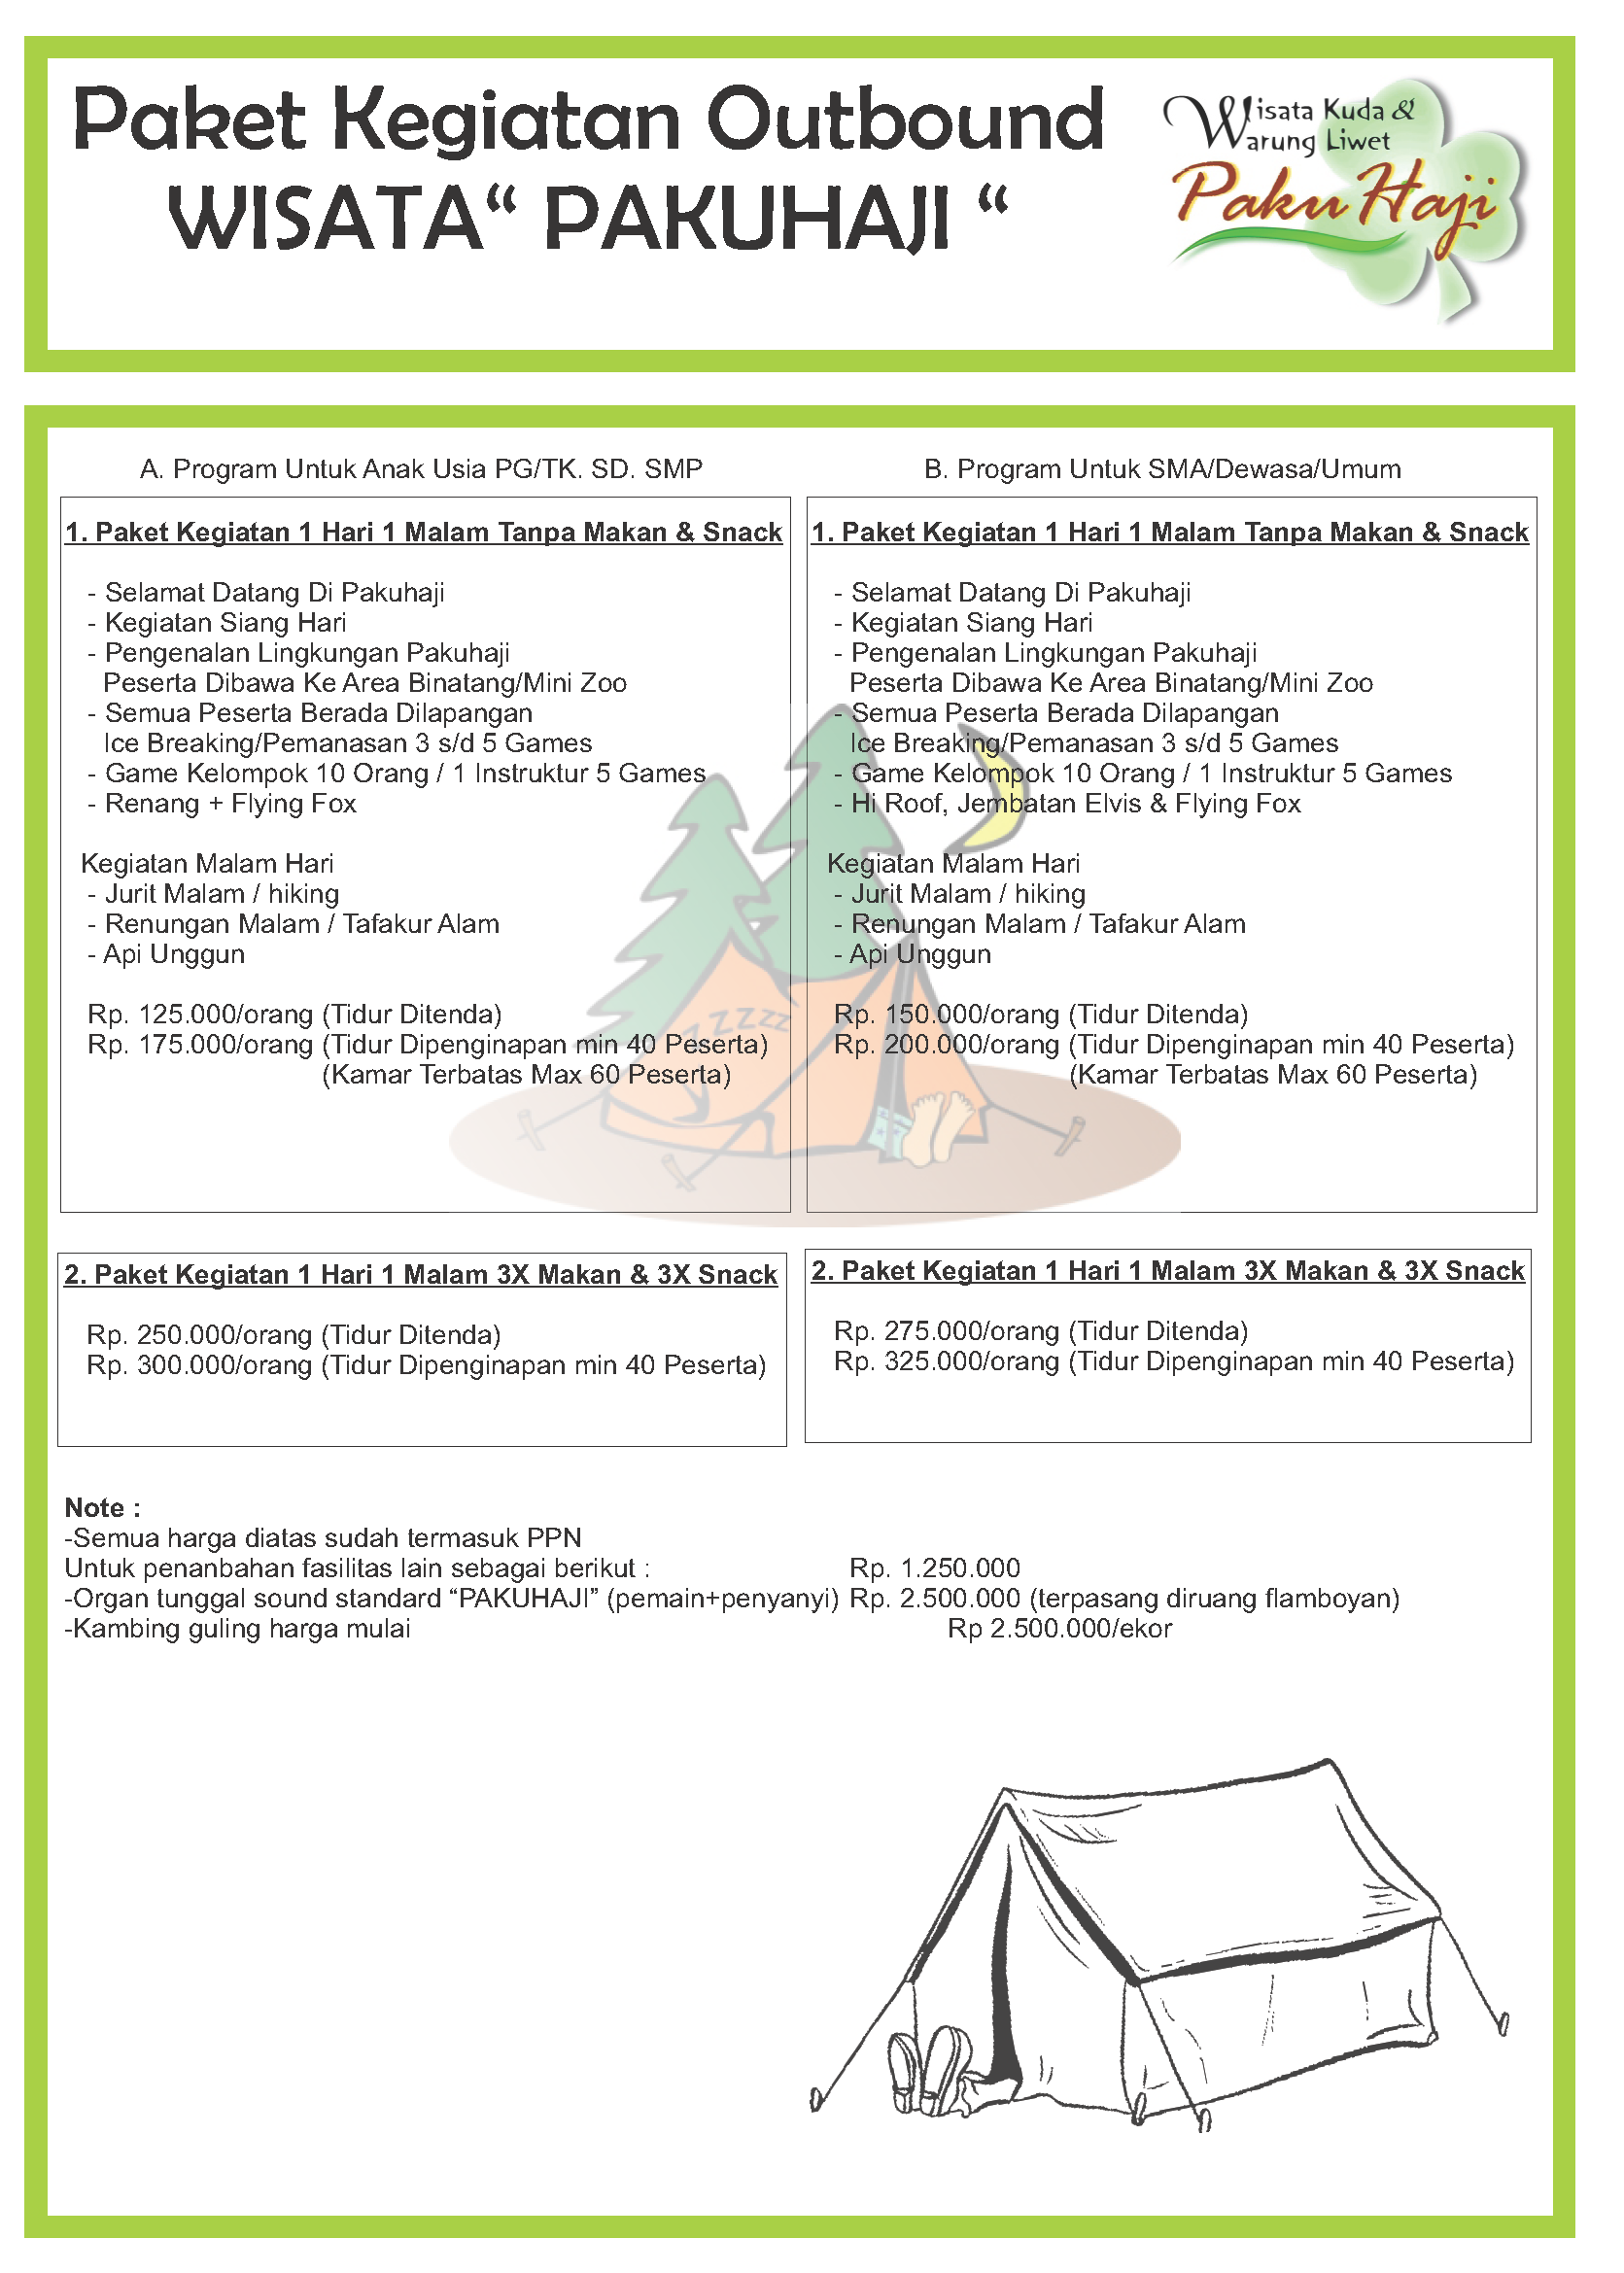 Paket Kegiatan Outbound
WISATA“ PAKUHAJI “
Wisata Kuda &
Warung Liwet
Paku Haji
A. Program Untuk Anak Usia PG/TK. SD. SMP
1. Paket Kegiatan 1 Hari 1 Malam Tanpa Makan & Snack
- Selamat Datang Di Pakuhaji
- Kegiatan Siang Hari
- Pengenalan Lingkungan Pakuhaji
Peserta Dibawa Ke Area Binatang/Mini Zoo
- Semua Peserta Berada Dilapangan
Ice Breaking/Pemanasan 3 s/d 5 Games
- Game Kelompok 10 Orang / 1 Instruktur 5 Games
- Renang + Flying Fox
Kegiatan Malam Hari
- Jurit Malam / hiking
- Renungan Malam / Tafakur Alam
- Api Unggun
Rp. 125.000/orang (Tidur Ditenda)
Rp. 175.000/orang (Tidur Dipenginapan min 40 Peserta)
(Kamar Terbatas Max 60 Peserta)
B. Program Untuk SMA/Dewasa/Umum
1. Paket Kegiatan 1 Hari 1 Malam Tanpa Makan & Snack
- Selamat Datang Di Pakuhaji
- Kegiatan Siang Hari
- Pengenalan Lingkungan Pakuhaji
Peserta Dibawa Ke Area Binatang/Mini Zoo
- Semua Peserta Berada Dilapangan
Ice Breaking/Pemanasan 3 s/d 5 Games
- Game Kelompok 10 Orang / 1 Instruktur 5 Games
- Hi Roof, Jembatan Elvis & Flying Fox
Kegiatan Malam Hari
- Jurit Malam / hiking
- Renungan Malam / Tafakur Alam
- Api Unggun
Rp. 150.000/orang (Tidur Ditenda)
Rp. 200.000/orang (Tidur Dipenginapan min 40 Peserta)
(Kamar Terbatas Max 60 Peserta)
ZZZZZ
2. Paket Kegiatan 1 Hari 1 Malam 3X Makan & 3X Snack
Rp. 250.000/orang (Tidur Ditenda)
Rp. 300.000/orang (Tidur Dipenginapan min 40 Peserta)
2. Paket Kegiatan 1 Hari 1 Malam 3X Makan & 3X Snack
Rp. 275.000/orang (Tidur Ditenda)
Rp. 325.000/orang (Tidur Dipenginapan min 40 Peserta)
Note :
-Semua harga diatas sudah termasuk PPN
Untuk penanbahan fasilitas lain sebagai berikut : Rp. 1.250.000
-Organ tunggal sound standard “PAKUHAJI” (pemain+penyanyi) Rp. 2.500.000 (terpasang diruang flamboyan)
-Kambing guling harga mulai Rp 2.500.000/ekor